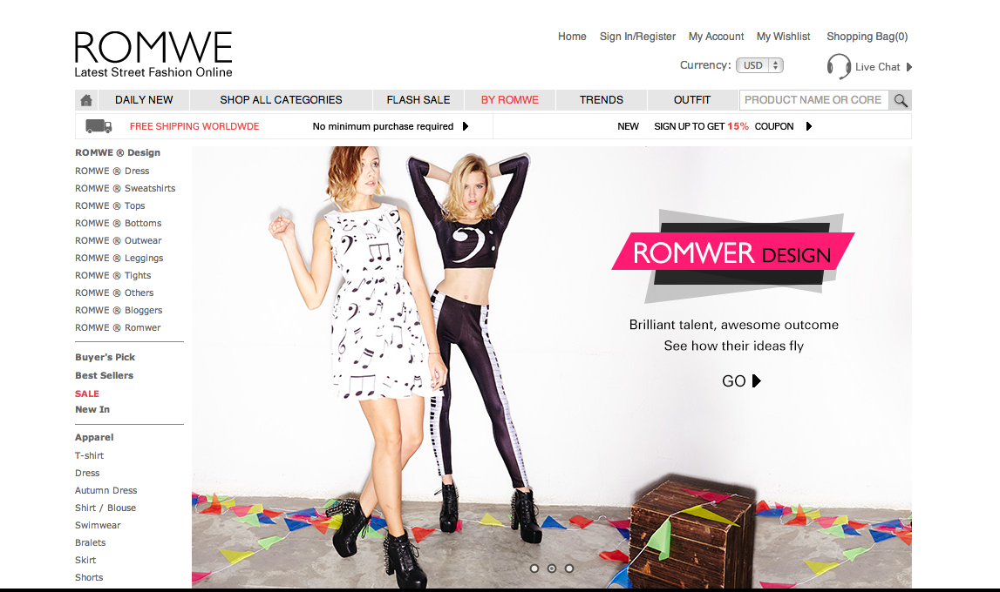 ROMWE
Latest Street Fashion Online
Home Sign In/Register My Account My Wishlist Shopping Bag(0)
Currency: USD Live Chat
DAILY NEW SHOP ALL CATEGORIES FLASH SALE BY ROMWE TRENDS OUTFIT PRODUCT NAME OR CORE
FREE SHIPPING WORLDWDE No minimum purchase required NEW SIGN UP TO GET 15% COUPON
ROMWE ® Design
ROMWE ® Dress
ROMWE ® Sweatshirts
ROMWE ® Tops
ROMWE ® Bottoms
ROMWE ® Outwear
ROMWE ® Leggings
ROMWE ® Tights
ROMWE ® Others
ROMWE ® Bloggers
ROMWE ® Romwer
Buyer's Pick
Best Sellers
SALE
New In
Apparel
T-shirt
Dress
Autumn Dress
Shirt / Blouse
Swimwear
Bralets
Skirt
Shorts
ROMWER DESIGN
Brilliant talent, awesome outcome
See how their ideas fly
GO